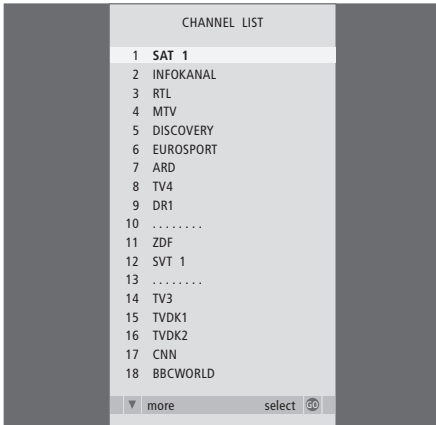 CHANNEL LIST
1 SAT 1
2 INFOKANAL
3 RTL
4 MTV
5 DISCOVERY
6 EUROSPORT
7 ARD
8 TV4
9 DR1
10 ........
11 ZDF
12 SVT 1
13 ........
14 TV3
15 TVDK1
16 TVDK2
17 CNN
18 BBCWORLD
▼ more select GO